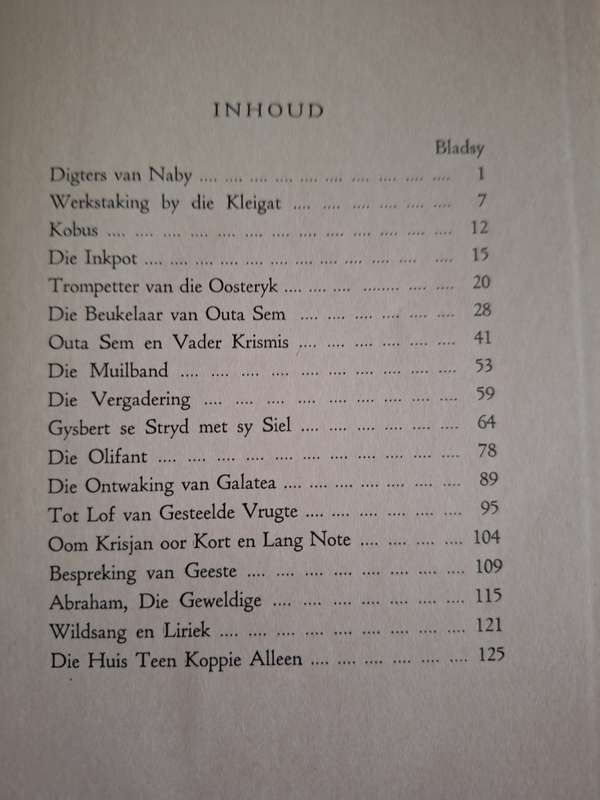 INHOUD
Bladsy
Digters van Naby .... .... .... .... .... .... .... .... .... .... 1
Werkstaking by die Kleigat .... .... .... .... .... .... .... 7
Kobus .... .... .... .... .... .... .... .... .... .... .... .... .... 12
Die Inkpot .... .... .... .... .... .... .... .... .... .... .... .... 15
Trompetter van die Oosteryk .... .... .... ........ .... .... 20
Die Beukelaar van Outa Sem .... .... .... .... .... .... 28
Outa Sem en Vader Krismis .... .... .... .... .... .... .... 41
Die Muilband .... .... .... .... .... .... .... .... .... .... 53
Die Vergadering .... .... .... .... .... .... .... .... .... 59
Gysbert se Stryd met sy Siel .... .... .... .... .... .... .... 64
Die Olifant .... .... .... .... .... .... .... .... .... .... .... 78
Die Ontwaking van Galatea .... .... .... .... .... .... .... 89
Tot Lof van Gesteelde Vrugte .... .... .... .... .... .... 95
Oom Krisjan oor Kort en Lang Note .... .... .... .... 104
Bespreking van Geeste .... .... .... .... .... .... .... .... 109
Abraham, Die Geweldige .... .... .... .... .... .... .... 115
Wildsang en Liriek .... .... .... .... .... .... .... .... .... 121
Die Huis Teen Koppie Alleen .... .... .... .... .... .... 125